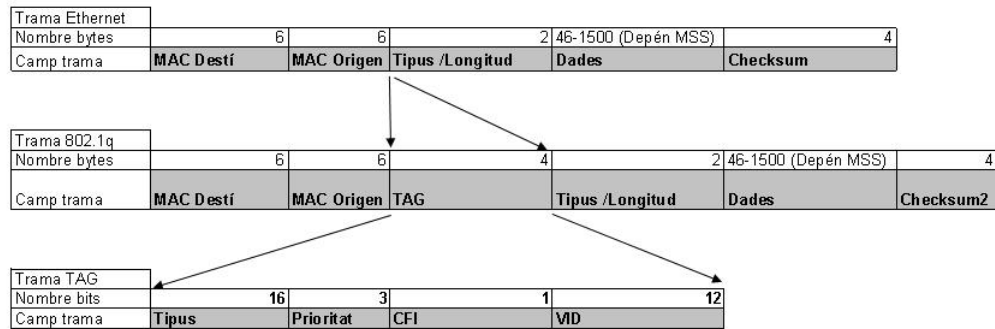 Trama Ethernet
Nombre bytes 6 6 2 46-1500 (Depén MSS) 4
Camp trama MAC Destí MAC Origen Tipus /Longitud Dades Checksum
Trama 802.1q
Nombre bytes 6 6 4 2 46-1500 (Depén MSS) 4
Camp trama MAC Destí MAC Origen TAG Tipus /Longitud Dades Checksum2
Trama TAG
Nombre bits 16 3 1 12
Camp trama Tipus Prioritat CFI VID